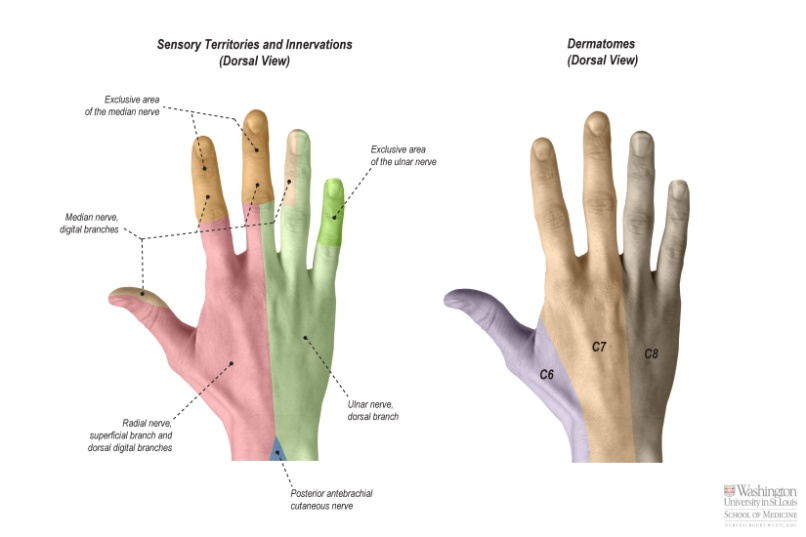 Sensory Territories and Innervations
(Dorsal View)
Exclusive area
of the median nerve
Exclusive area
of the ulnar nerve
Median nerve,
digital branches
Radial nerve,
superficial branch and
dorsal digital branches
Ulnar nerve,
dorsal branch
Posterior antebrachial
cutaneous nerve
Dermatomes
(Dorsal View)
C6
C7
C8
Washington
University in St. Louis
SCHOOL OF MEDICINE